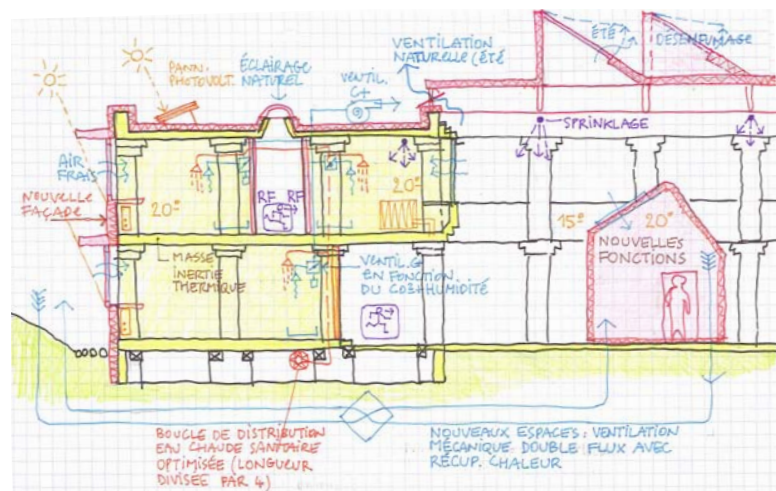 PANN.
PHOTOVOLT.
ÉCLAIRAGE
NATUREL
VENTIL.
C+
VENTILATION
NATURELLE (ÉTÉ
ÉTÉ
DÉSENFUMAGE
SPRINKLAGE
AIR
FRAIS
NOUVELLE
FAÇADE
20°
RF
RF
20°
15°
20°
NOUVELLES
FONCTIONS
MASSE
INERTIE
THERMIQUE
EN FONCTION
DU CO2+HUMIDITÉ
BOUCLE DE DISTRIBUTION
EAU CHAUDE SANITAIRE
OPTIMISÉE (LONGUEUR
DIVISÉE PAR 4)
NOUVEAUX ESPACES : VENTILATION
MÉCANIQUE DOUBLE FLUX AVEC
RÉCUP. CHALEUR